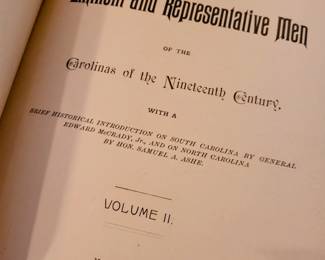 Eminent and Representative Men
OF THE
Carolinas of the Nineteenth Century,
WITH A
BRIEF HISTORICAL INTRODUCTION ON SOUTH CAROLINA BY GENERAL
EDWARD McCRADY, Jr., AND ON NORTH CAROLINA
BY HON. SAMUEL A. ASHE.
VOLUME II.